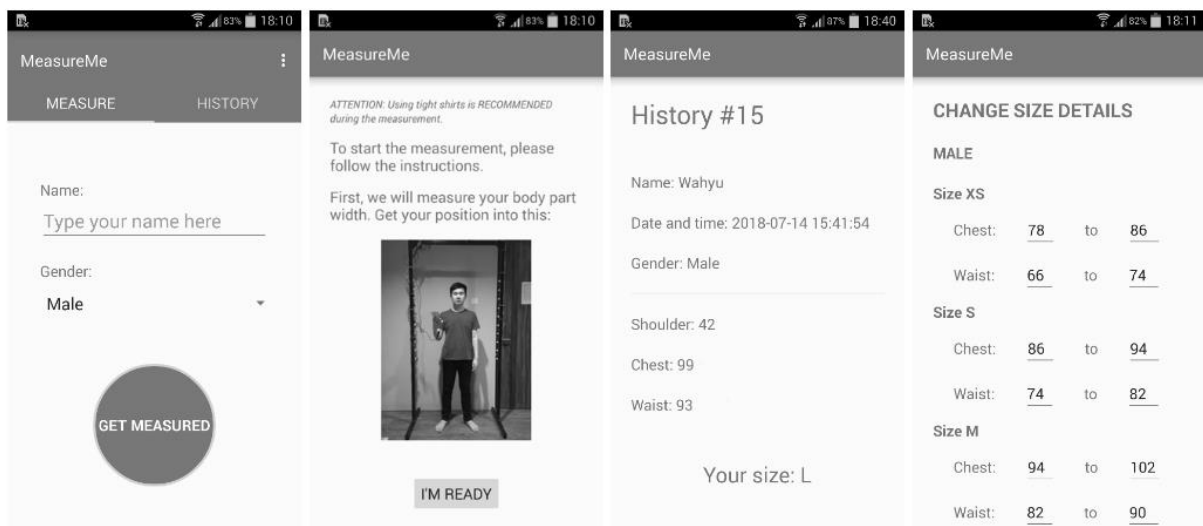 83% 18:10
MeasureMe
MEASURE HISTORY
Name:
Type your name here
Gender:
Male
GET MEASURED
83% 18:10
MeasureMe
ATTENTION: Using tight shirts is RECOMMENDED
during the measurement.
To start the measurement, please
follow the instructions.
First, we will measure your body part
width. Get your position into this:
I'M READY
87% 18:40
MeasureMe
History #15
Name: Wahyu
Date and time: 2018-07-14 15:41:54
Gender: Male
Shoulder: 42
Chest: 99
Waist: 93
Your size: L
82% 18:11
MeasureMe
CHANGE SIZE DETAILS
MALE
Size XS
Chest: 78 to 86
Waist: 66 to 74
Size S
Chest: 86 to 94
Waist: 74 to 82
Size M
Chest: 94 to 102
Waist: 82 to 90